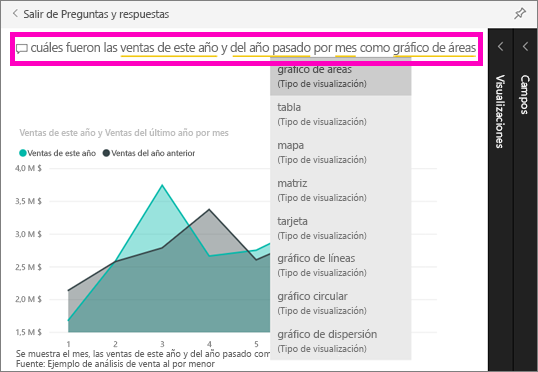 Salir de Preguntas y respuestas
cuáles fueron las ventas de este año y del año pasado por mes como gráfico de áreas
gráfico de áreas
(Tipo de visualización)
tabla
(Tipo de visualización)
mapa
(Tipo de visualización)
matriz
(Tipo de visualización)
tarjeta
(Tipo de visualización)
gráfico de líneas
(Tipo de visualización)
gráfico circular
(Tipo de visualización)
gráfico de dispersión
(Tipo de visualización)
Visualizaciones
Campos
Ventas de este año y Ventas del último año por mes
Ventas de este año Ventas del año anterior
4,0 M $
3,5 M $
3,0 M $
2,5 M $
2,0 M $
1,5 M $
1 2 3 4 5
Se muestra el mes, las ventas de este año y del año pasado com
Fuente: Ejemplo de análisis de venta al por menor